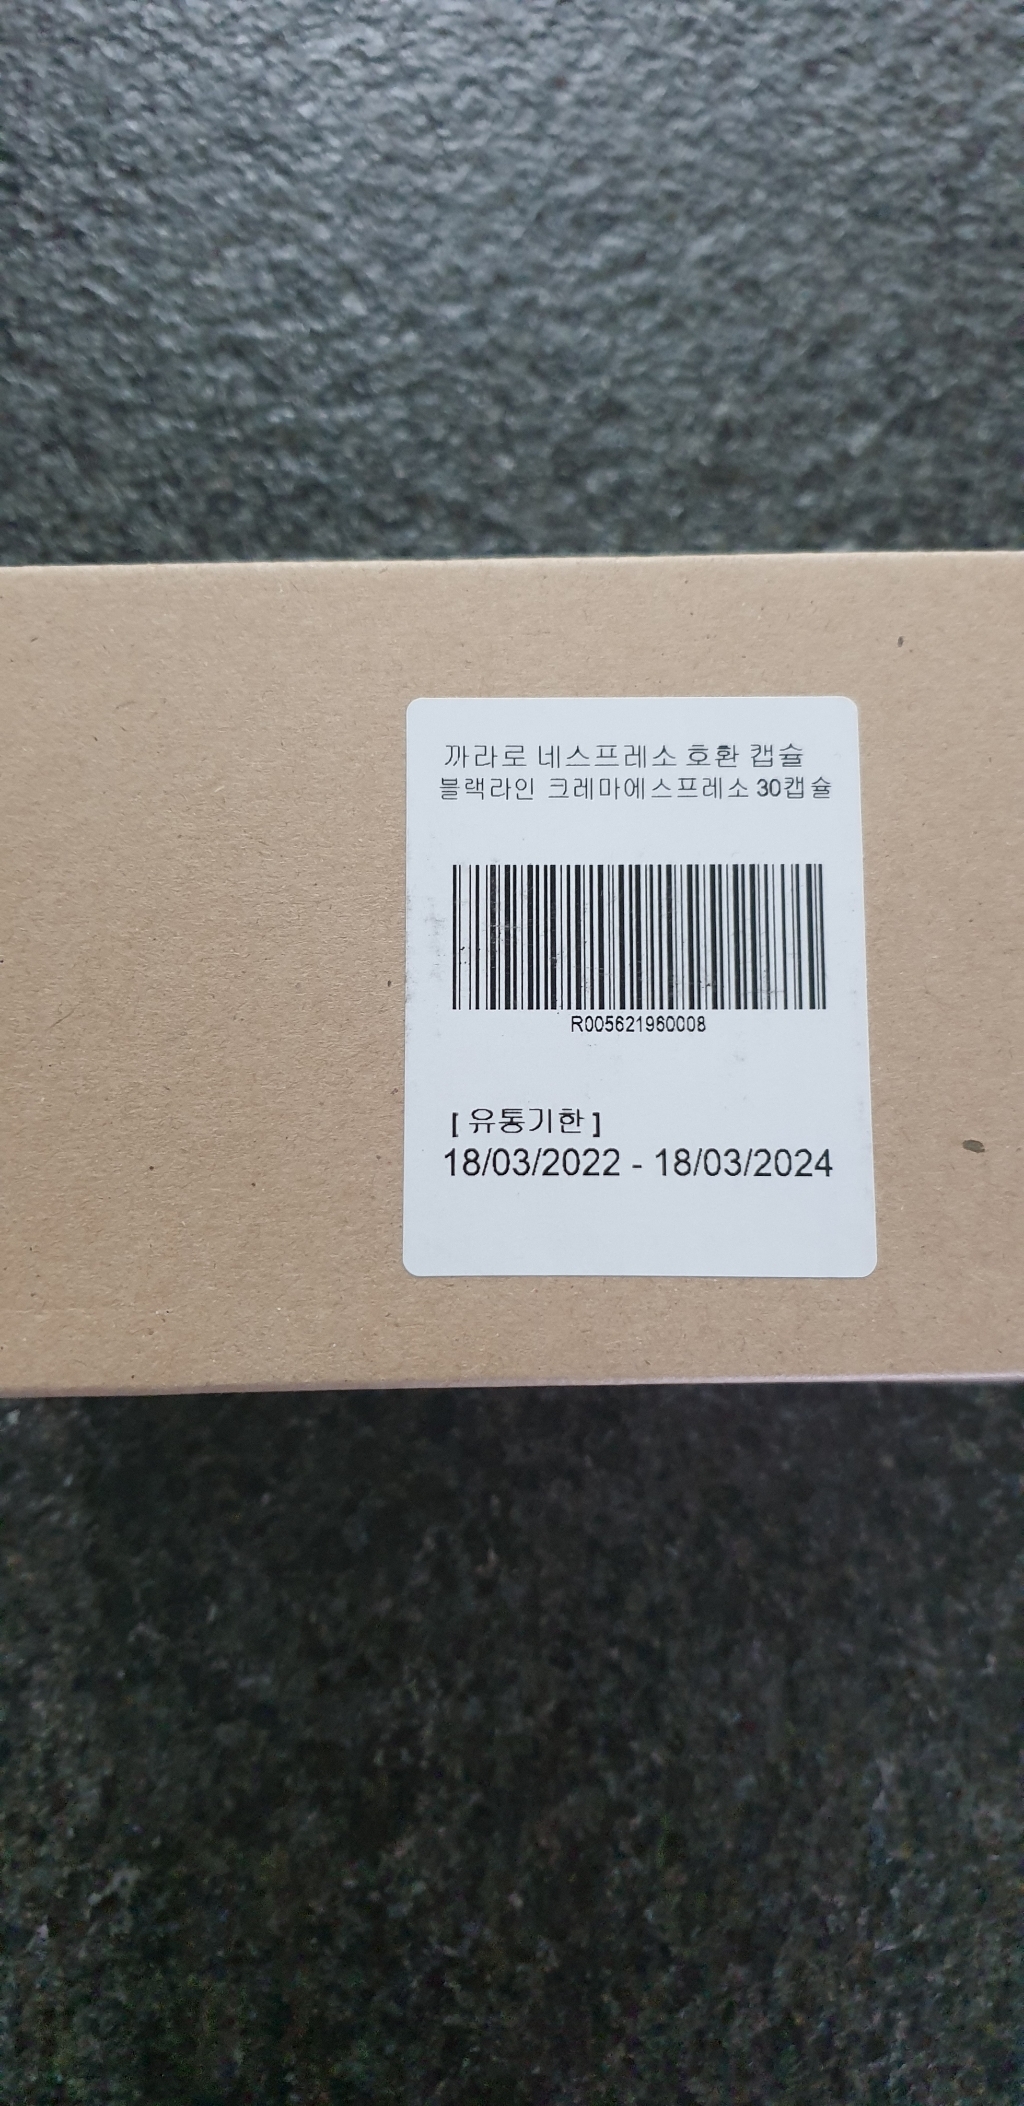 까라로 네스프레소 호환 캡슐
블랙라인 크레마에스프레소 30캡슐
R005621960008
[ 유통기한 ]
18/03/2022 - 18/03/2024